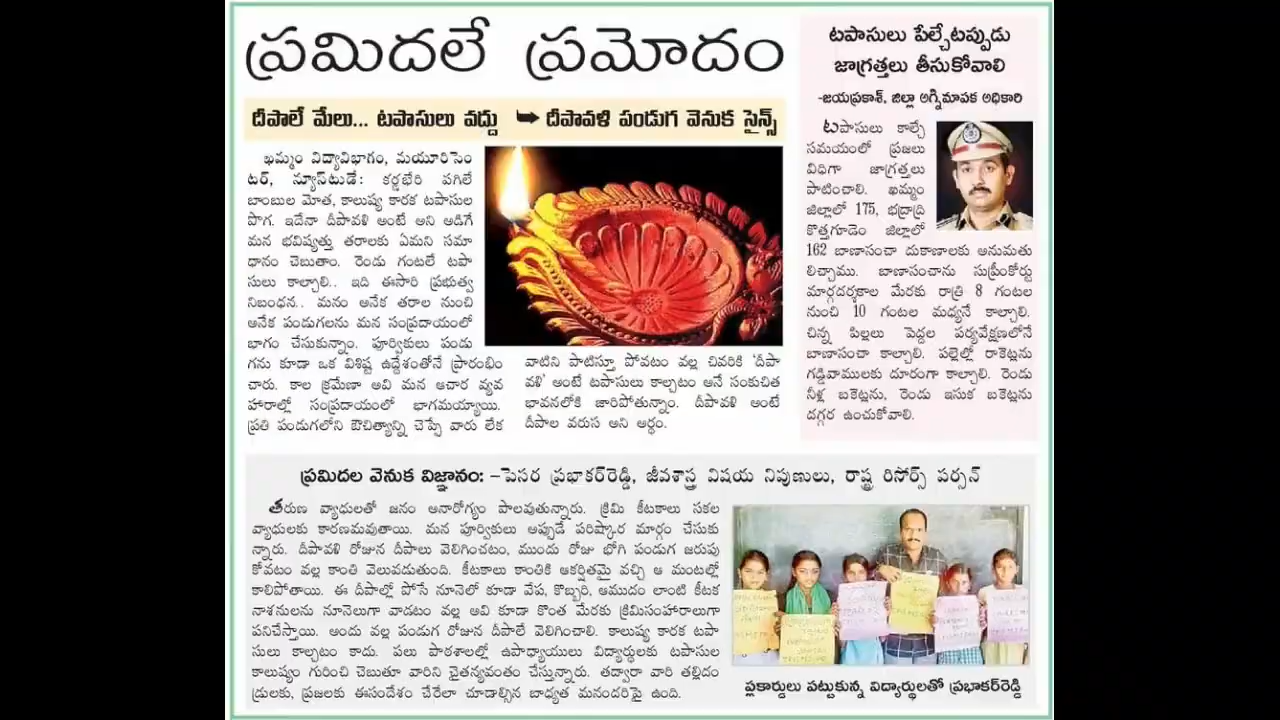 ప్రమిదలే ప్రమోదం
దీపాలే మేలు... టపాసులు వద్దు ➥ దీపావళి పండుగ వెనుక సైన్స్
ఖమ్మం విద్యావిభాగం, మయూరిసెం
టర్, న్యూస్‌టుడే: కర్ణభేరి వగిలే
బాంబుల మోత, కాలుష్య కారక టపాసుల
పొగ. ఇదేనా దీపావళి అంటే అని అడిగే
మన భవిష్యత్తు తరాలకు ఏమని సమా
ధానం చెబుతాం. రెండు గంటలే టపా
సులు కాల్చాలి.. ఇది ఈసారి ప్రభుత్వ
నిబంధన.. మనం అనేక తరాల నుంచి
అనేక పండుగలను మన సంప్రదాయంలో
భాగం చేసుకున్నాం. పూర్వికులు పండు
గను కూడా ఒక విశిష్ట ఉద్దేశంతోనే ప్రారంభిం
చారు. కాల క్రమేణా అవి మన ఆచార వ్యవ
హారాల్లో సంప్రదాయంలో భాగమయ్యాయి.
ప్రతి పండుగలోని ఔచిత్యాన్ని చెప్పే వారు లేక
వాటిని పాటిస్తూ పోవటం వల్ల చివరికి 'దీపా
వళి' అంటే టపాసులు కాల్చటం అనే సంకుచిత
భావనలోకి జారిపోతున్నాం. దీపావళి అంటే
దీపాల వరుస అని అర్థం.
టపాసులు పేల్చేటప్పుడు
జాగ్రత్తలు తీసుకోవాలి
-జయప్రకాశ్, జిల్లా అగ్నిమాపక అధికారి
టపాసులు కాల్చే
సమయంలో ప్రజలు
విధిగా జాగ్రత్తలు
పాటించాలి. ఖమ్మం
జిల్లాలో 175, భద్రాద్రి
కొత్తగూడెం జిల్లాలో
162 బాణాసంచా దుకాణాలకు అనుమతు
లిచ్చాము. బాణాసంచాను సుప్రీంకోర్టు
మార్గదర్శకాల మేరకు రాత్రి 8 గంటల
నుంచి 10 గంటల మధ్యనే కాల్చాలి.
చిన్న పిల్లలు పెద్దల పర్యవేక్షణలోనే
బాణాసంచా కాల్చాలి. పల్లెల్లో రాకెట్లను
గడ్డివాములకు దూరంగా కాల్చాలి. రెండు
నీళ్ల బకెట్లను, రెండు ఇసుక బకెట్లను
దగ్గర ఉంచుకోవాలి.
ప్రమిదల వెనుక విజ్ఞానం: -పెసర ప్రభాకర్‌రెడ్డి, జీవశాస్త్ర విషయ నిపుణులు, రాష్ట్ర రిసోర్స్ పర్సన్
తరుణ వ్యాధులతో జనం అనారోగ్యం పాలవుతున్నారు. క్రిమి కీటకాలు సకల
వ్యాధులకు కారణమవుతాయి. మన పూర్వికులు అప్పుడే పరిష్కార మార్గం చేసుకు
న్నారు. దీపావళి రోజున దీపాలు వెలిగించటం, ముందు రోజు భోగి పండుగ జరుపు
కోవటం వల్ల కాంతి వెలువడుతుంది. కీటకాలు కాంతికి ఆకర్షితమై వచ్చి ఆ మంటల్లో
కాలిపోతాయి. ఈ దీపాల్లో పోసే నూనెలో కూడా వేప, కొబ్బరి, ఆముదం లాంటి కీటక
నాశనులను నూనెలుగా వాడటం వల్ల అవి కూడా కొంత మేరకు క్రిమిసంహారాలుగా
పనిచేస్తాయి. అందు వల్ల పండుగ రోజున దీపాలే వెలిగించాలి. కాలుష్య కారక టపా
సులు కాల్చటం కాదు. పలు పాఠశాలల్లో ఉపాధ్యాయులు విద్యార్థులకు టపాసుల
కాలుష్యం గురించి చెబుతూ వారిని చైతన్యవంతం చేస్తున్నారు. తద్వారా వారి తల్లిదం
డ్రులకు, ప్రజలకు ఈసందేశం చేరేలా చూడాల్సిన బాధ్యత మనందరిపై ఉంది.
ప్లకార్డులు పట్టుకున్న విద్యార్థులతో ప్రభాకర్‌రెడ్డి